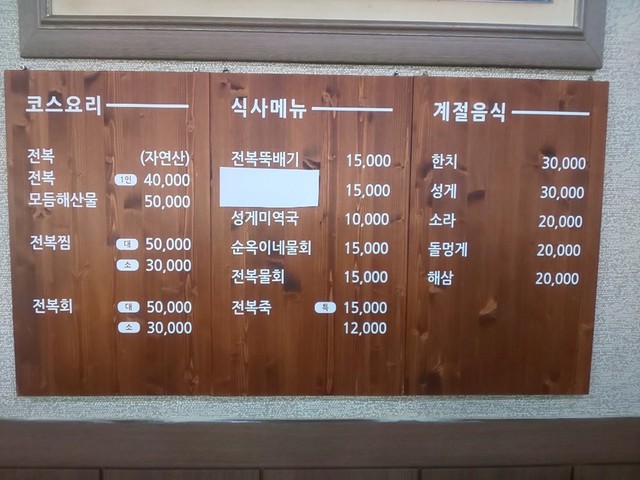 코스요리
전복 (자연산)
전복 1인 40,000
모듬해산물 50,000
전복찜 대 50,000
소 30,000
전복회 대 50,000
소 30,000
식사메뉴
전복뚝배기 15,000
15,000
성게미역국 10,000
순옥이네물회 15,000
전복물회 15,000
전복죽 특 15,000
12,000
계절음식
한치 30,000
성게 30,000
소라 20,000
돌멍게 20,000
해삼 20,000